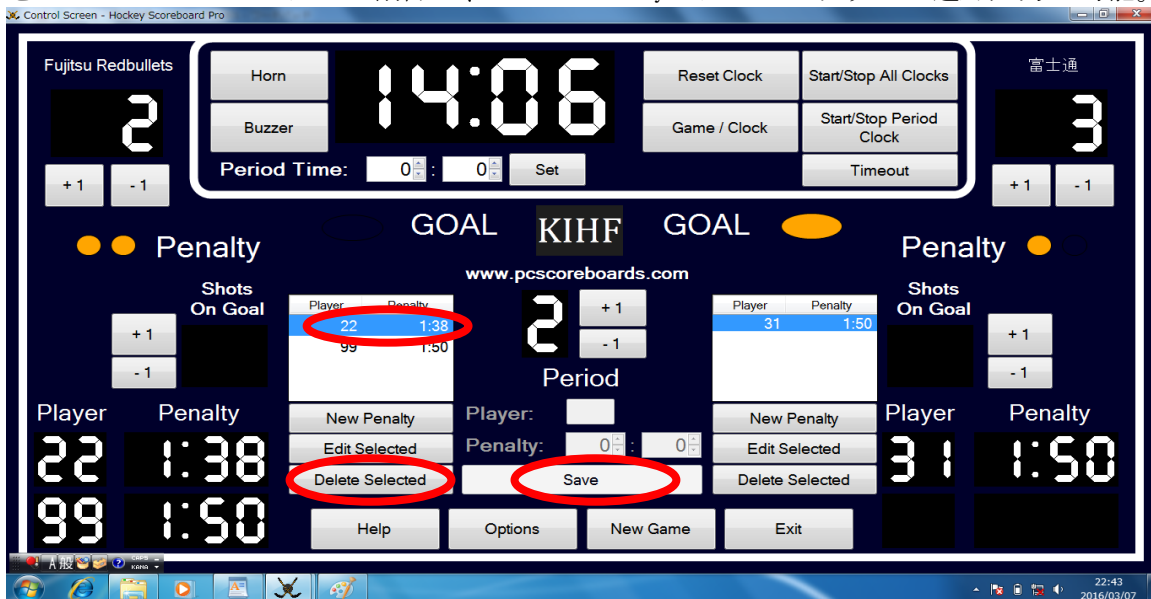 Control Screen - Hockey Scoreboard Pro
Fujitsu Redbullets
2
+ 1
- 1
Horn
Buzzer
14:06
Reset Clock
Game / Clock
Start/Stop All Clocks
Start/Stop Period Clock
Timeout
Period Time:
0
:
0
Set
富士通
3
+ 1
- 1
GOAL
KIHF
GOAL
Penalty
Penalty
www.pcscoreboards.com
Shots
On Goal
+ 1
- 1
Player Penalty
22 1:38
99 1:50
2
+ 1
- 1
Period
Player Penalty
31 1:50
Shots
On Goal
+ 1
- 1
New Penalty
Edit Selected
Delete Selected
Player:
Penalty:
0
:
0
Save
New Penalty
Edit Selected
Delete Selected
Player Penalty
22 1:38
99 1:50
Player Penalty
31 1:50
Help
Options
New Game
Exit
A 般
CAPS
KANA
22:43
2016/03/07